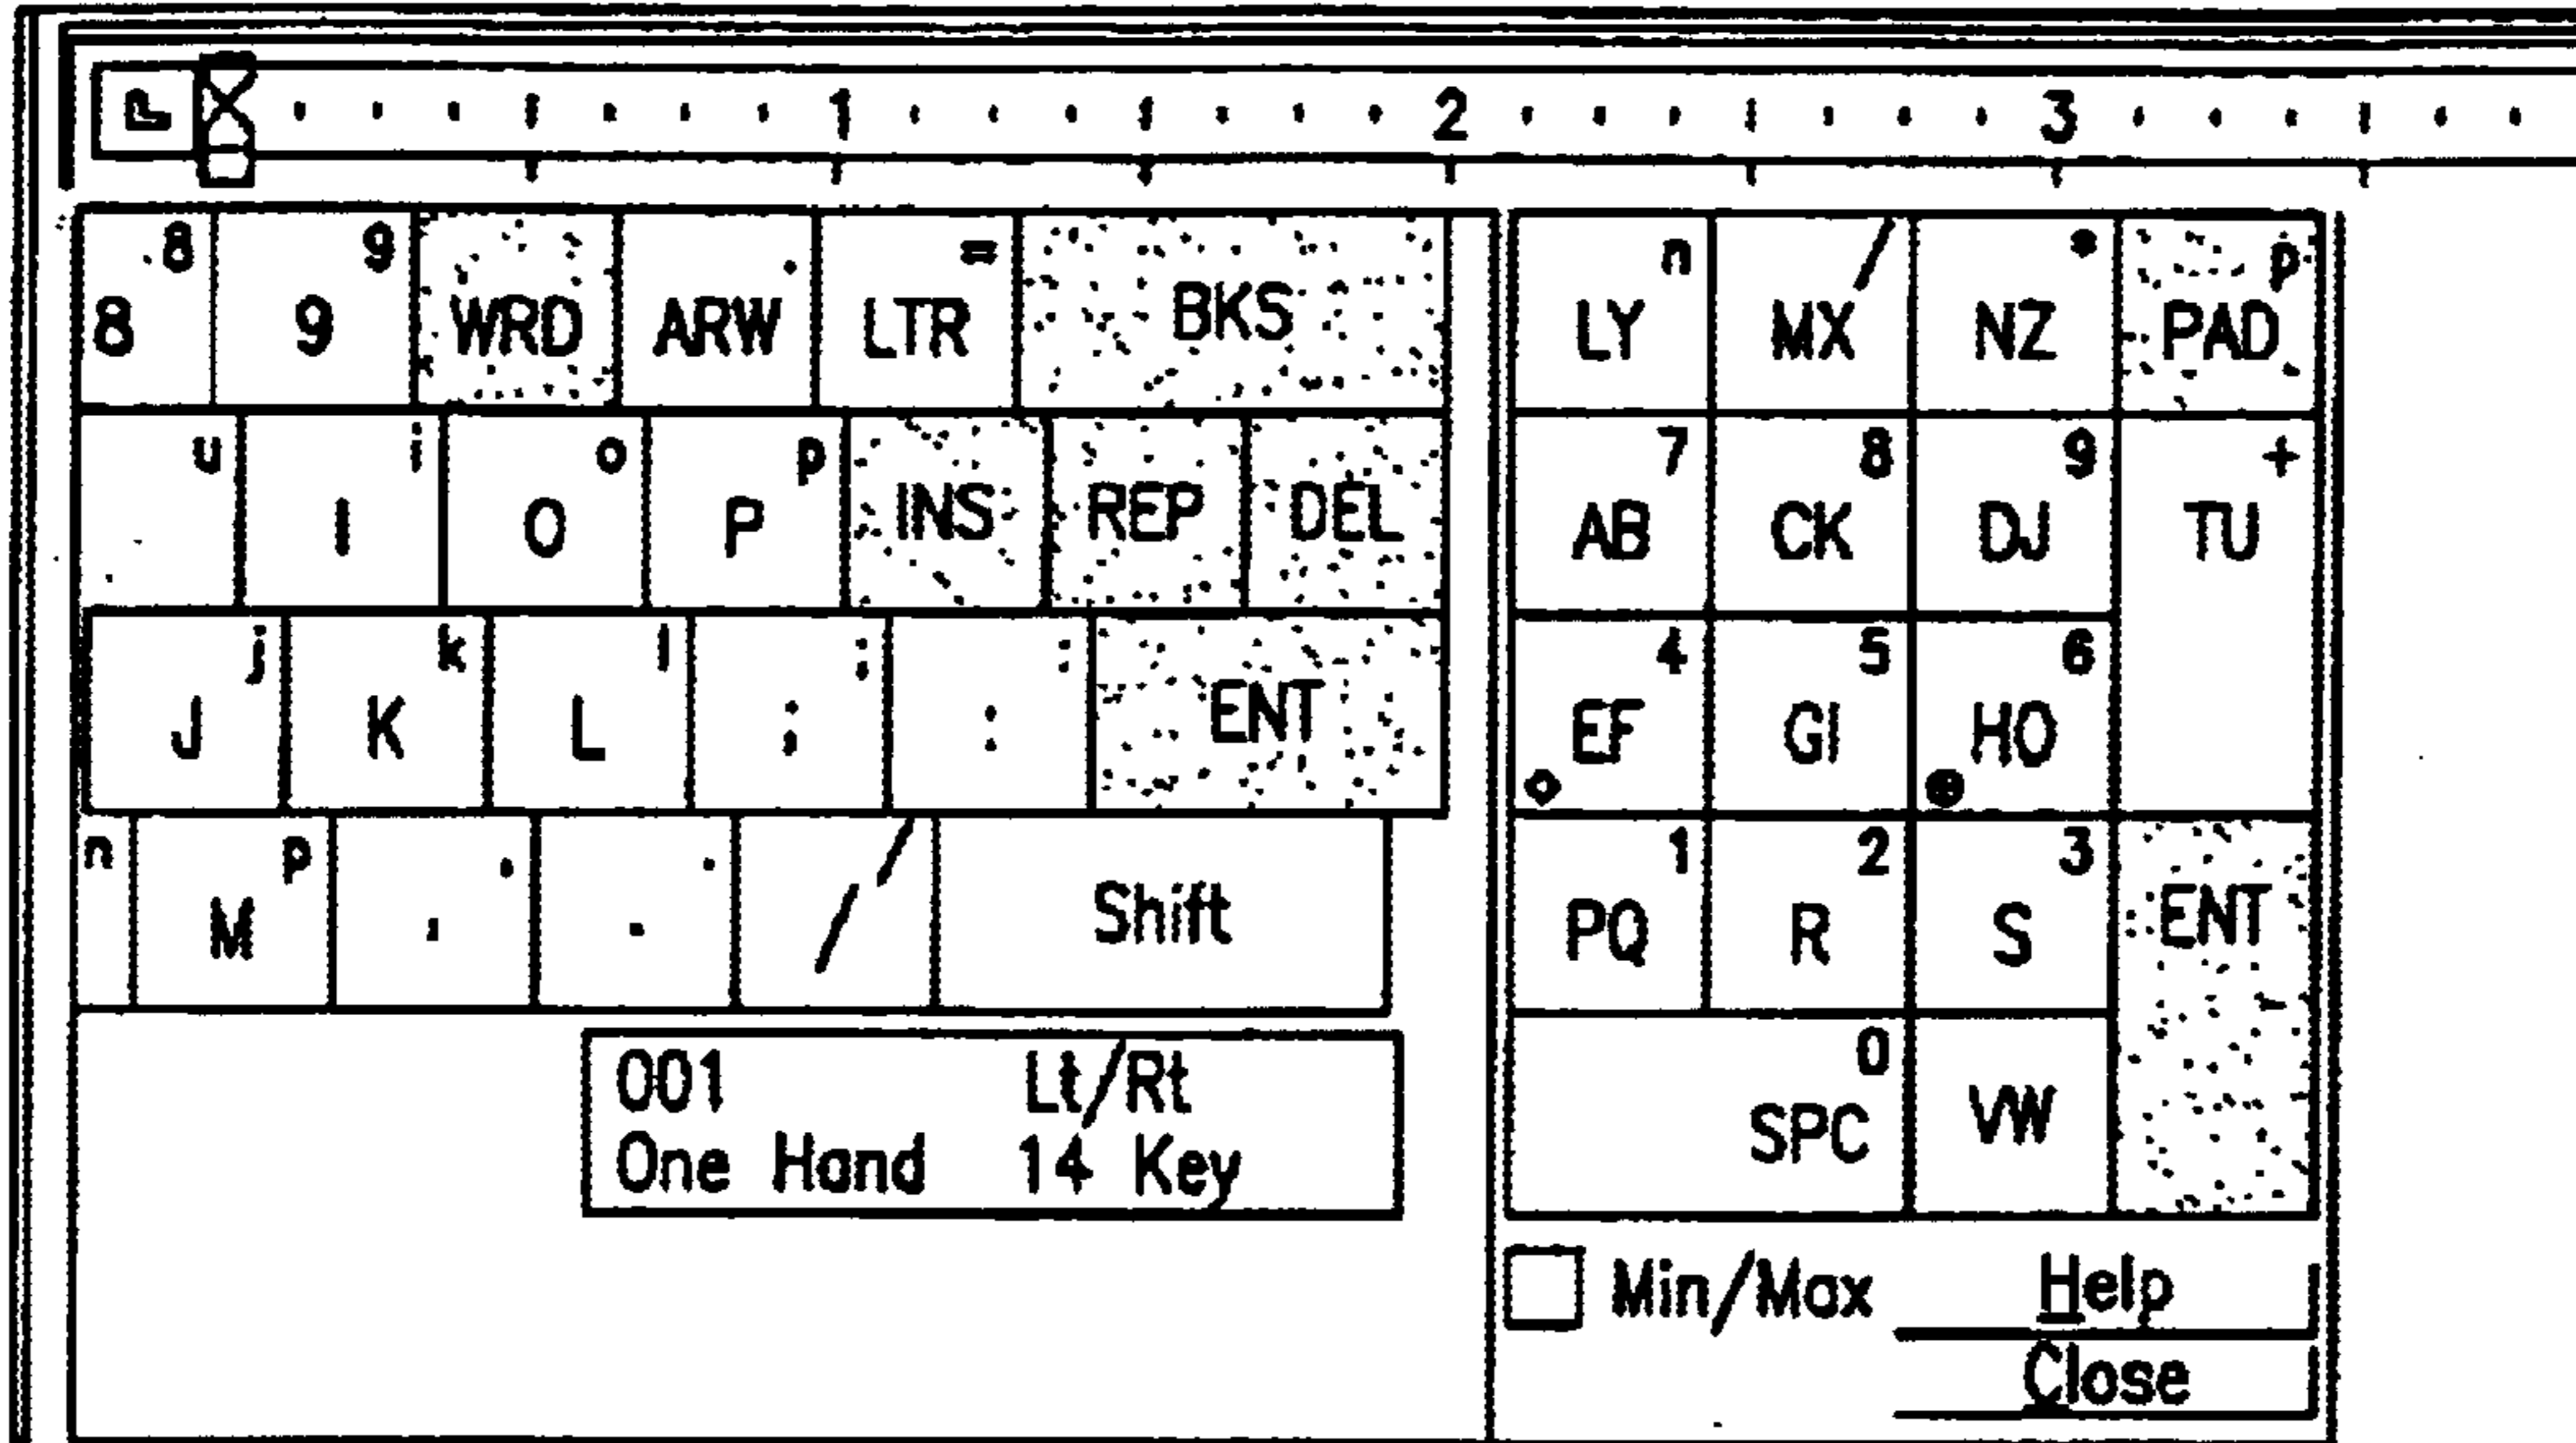 1 2 3
8 9 = n / * p
8 9 WRD ARW LTR BKS LY MX NZ PAD
u i o p 7 8 9 +
I O P INS REP DEL AB CK DJ TU
j k l ; : 4 5 6
J K L ; : ENT EF GI HO
n p , . / 1 2 3
M , . / Shift PQ R S ENT
001 Lt/Rt 0
One Hand 14 Key SPC VW
Min/Max Help
Close